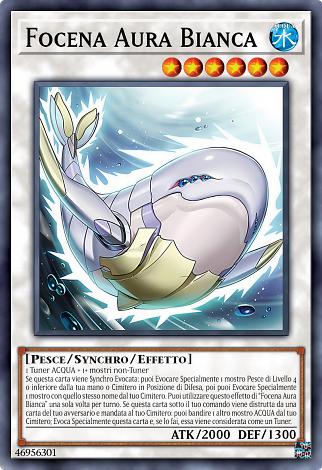 Focena Aura Bianca
ACQUA
水
[Pesce/Synchro/Effetto]
1 Tuner ACQUA + 1+ mostri non-Tuner
Se questa carta viene Synchro Evocata: puoi Evocare Specialmente 1 mostro Pesce di Livello 4
o inferiore dalla tua mano o Cimitero in Posizione di Difesa, poi puoi Evocare Specialmente
1 mostro con quello stesso nome dal tuo Cimitero. Puoi utilizzare questo effetto di "Focena Aura
Bianca" una sola volta per turno. Se questa carta sotto il tuo comando viene distrutta da una
carta del tuo avversario e mandata al tuo Cimitero: puoi bandire 1 altro mostro ACQUA dal tuo
Cimitero; Evoca Specialmente questa carta e, se lo fai, essa viene considerata come un Tuner.
ATK/2000 DEF/1300
46956301